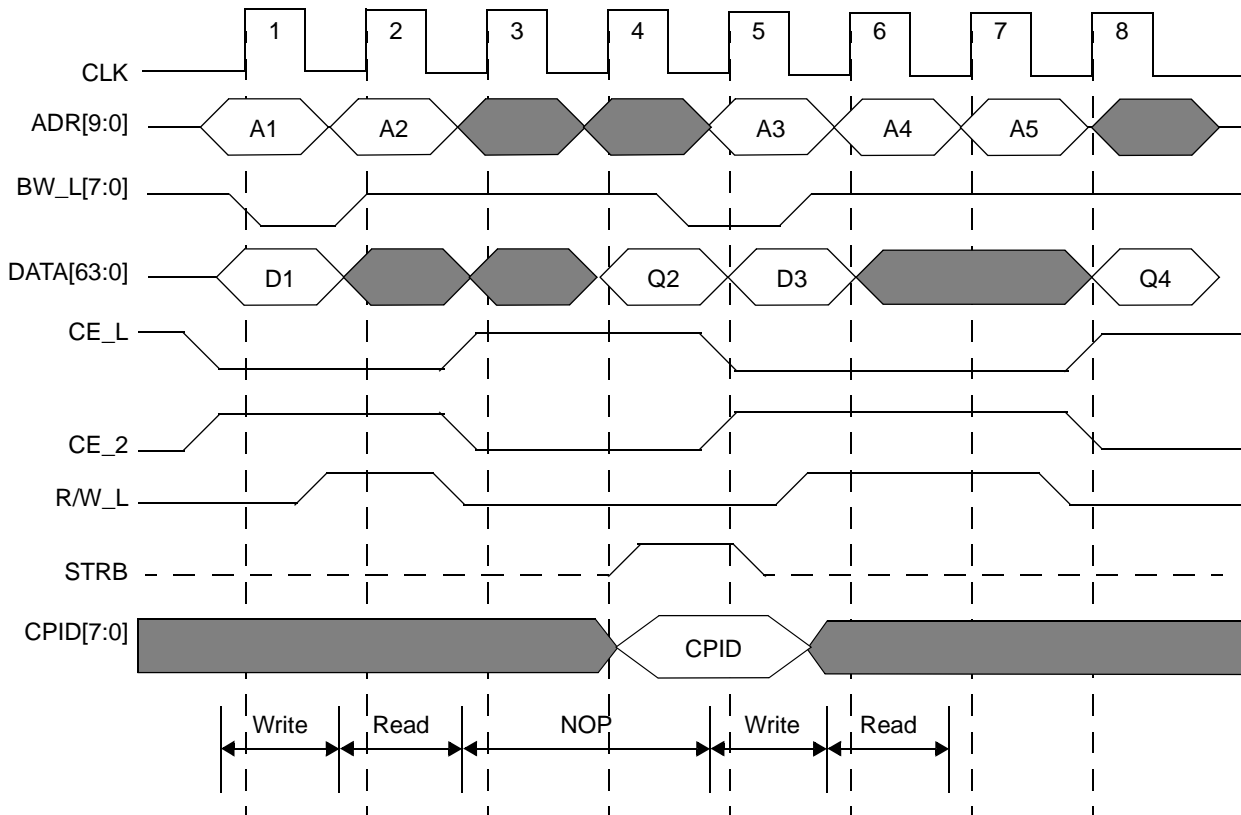 1 2 3 4 5 6 7 8
CLK
ADR[9:0] A1 A2 A3 A4 A5
BW_L[7:0]
DATA[63:0] D1 Q2 D3 Q4
CE_L
CE_2
R/W_L
STRB
CPID[7:0] CPID
Write Read NOP Write Read